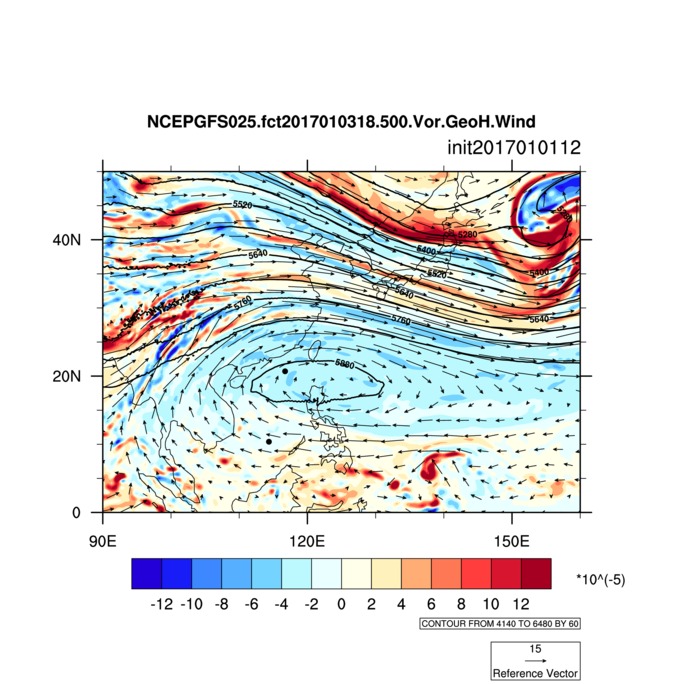 NCEPGFS025.fct2017010318.500.Vor.GeoH.Wind
init2017010112
5520
40N
5280
5400
5640
5520
5400
5640
5760
5760
5640
20N
5880
0
90E 120E 150E
-12 -10 -8 -6 -4 -2 0 2 4 6 8 10 12
*10^(-5)
CONTOUR FROM 4140 TO 6480 BY 60
15
Reference Vector